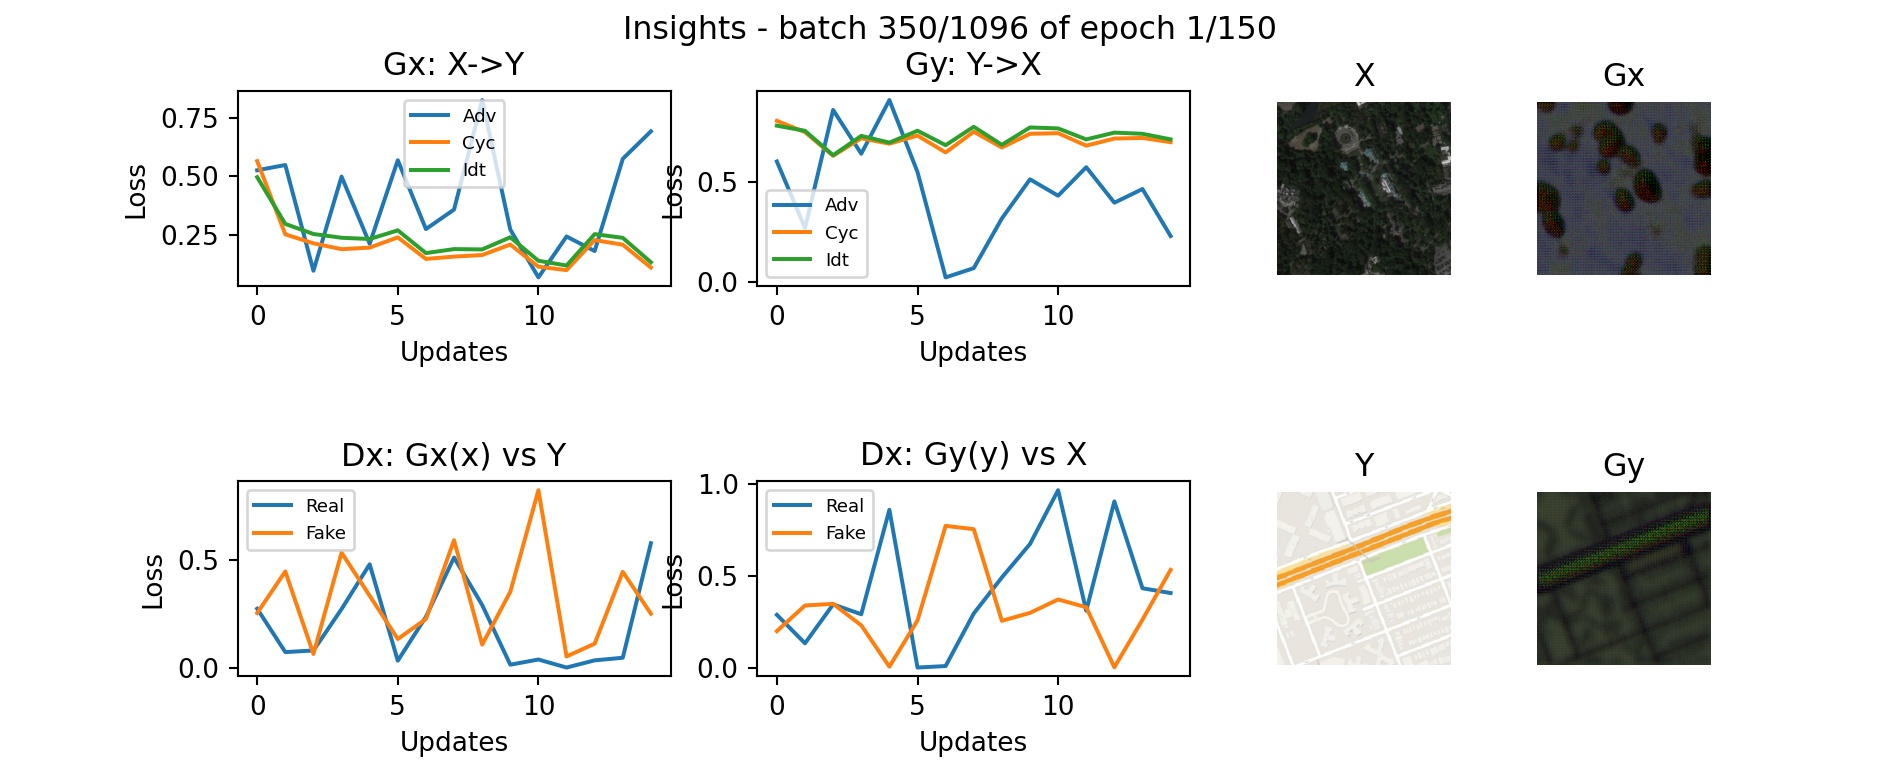 Insights - batch 350/1096 of epoch 1/150
Gx: X->Y
Loss
0.75
0.50
0.25
Adv
Cyc
Idt
0 5 10
Updates
Gy: Y->X
Loss
0.5
0.0
Adv
Cyc
Idt
0 5 10
Updates
X
Gx
Dx: Gx(x) vs Y
Loss
0.5
0.0
Real
Fake
0 5 10
Updates
Dx: Gy(y) vs X
Loss
1.0
0.5
0.0
Real
Fake
0 5 10
Updates
Y
Gy